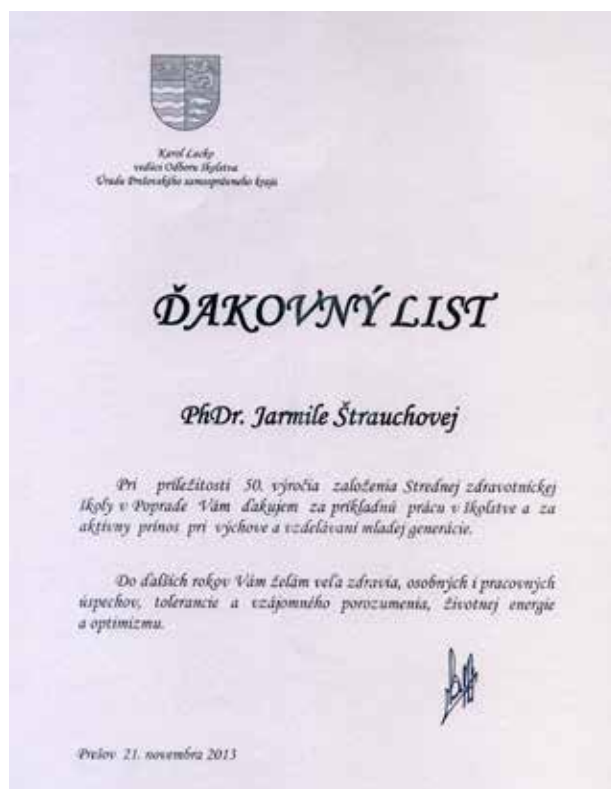 Karol Lacko
vedúci Odboru školstva
Úradu Prešovského samosprávneho kraja
ĎAKOVNÝ LIST
PhDr. Jarmile Štrauchovej
Pri príležitosti 50. výročia založenia Strednej zdravotníckej
školy v Poprade Vám ďakujem za príkladnú prácu v školstve a za
aktívny prínos pri výchove a vzdelávaní mladej generácie.
Do ďalších rokov Vám želám veľa zdravia, osobných i pracovných
úspechov, tolerancie a vzájomného porozumenia, životnej energie
a optimizmu.
Prešov 21. novembra 2013